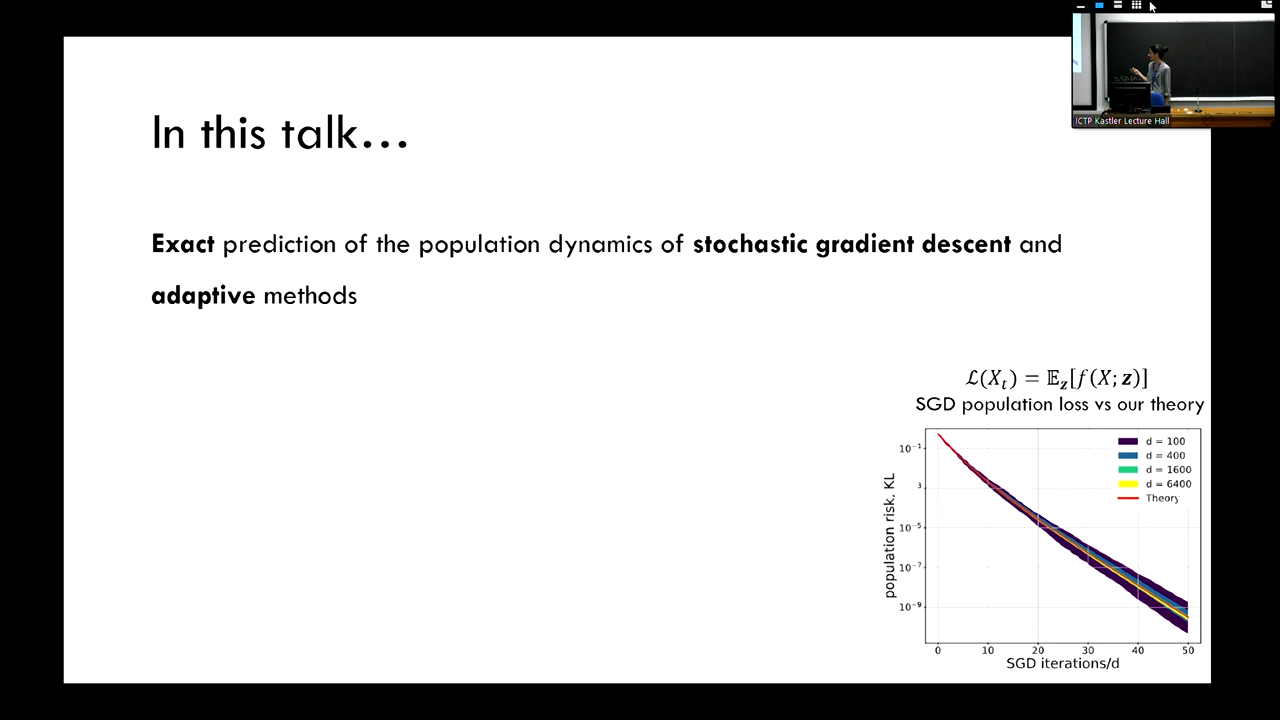 In this talk...
Exact prediction of the population dynamics of stochastic gradient descent and
adaptive methods
ℒ(X_t) = 𝔼_z[f(X; z)]
SGD population loss vs our theory
population risk, KL
10⁻¹
3
10⁻⁵
10⁻⁷
10⁻⁹
d = 100
d = 400
d = 1600
d = 6400
Theory
0 10 20 30 40 50
SGD iterations/d
ICTP Kastler Lecture Hall